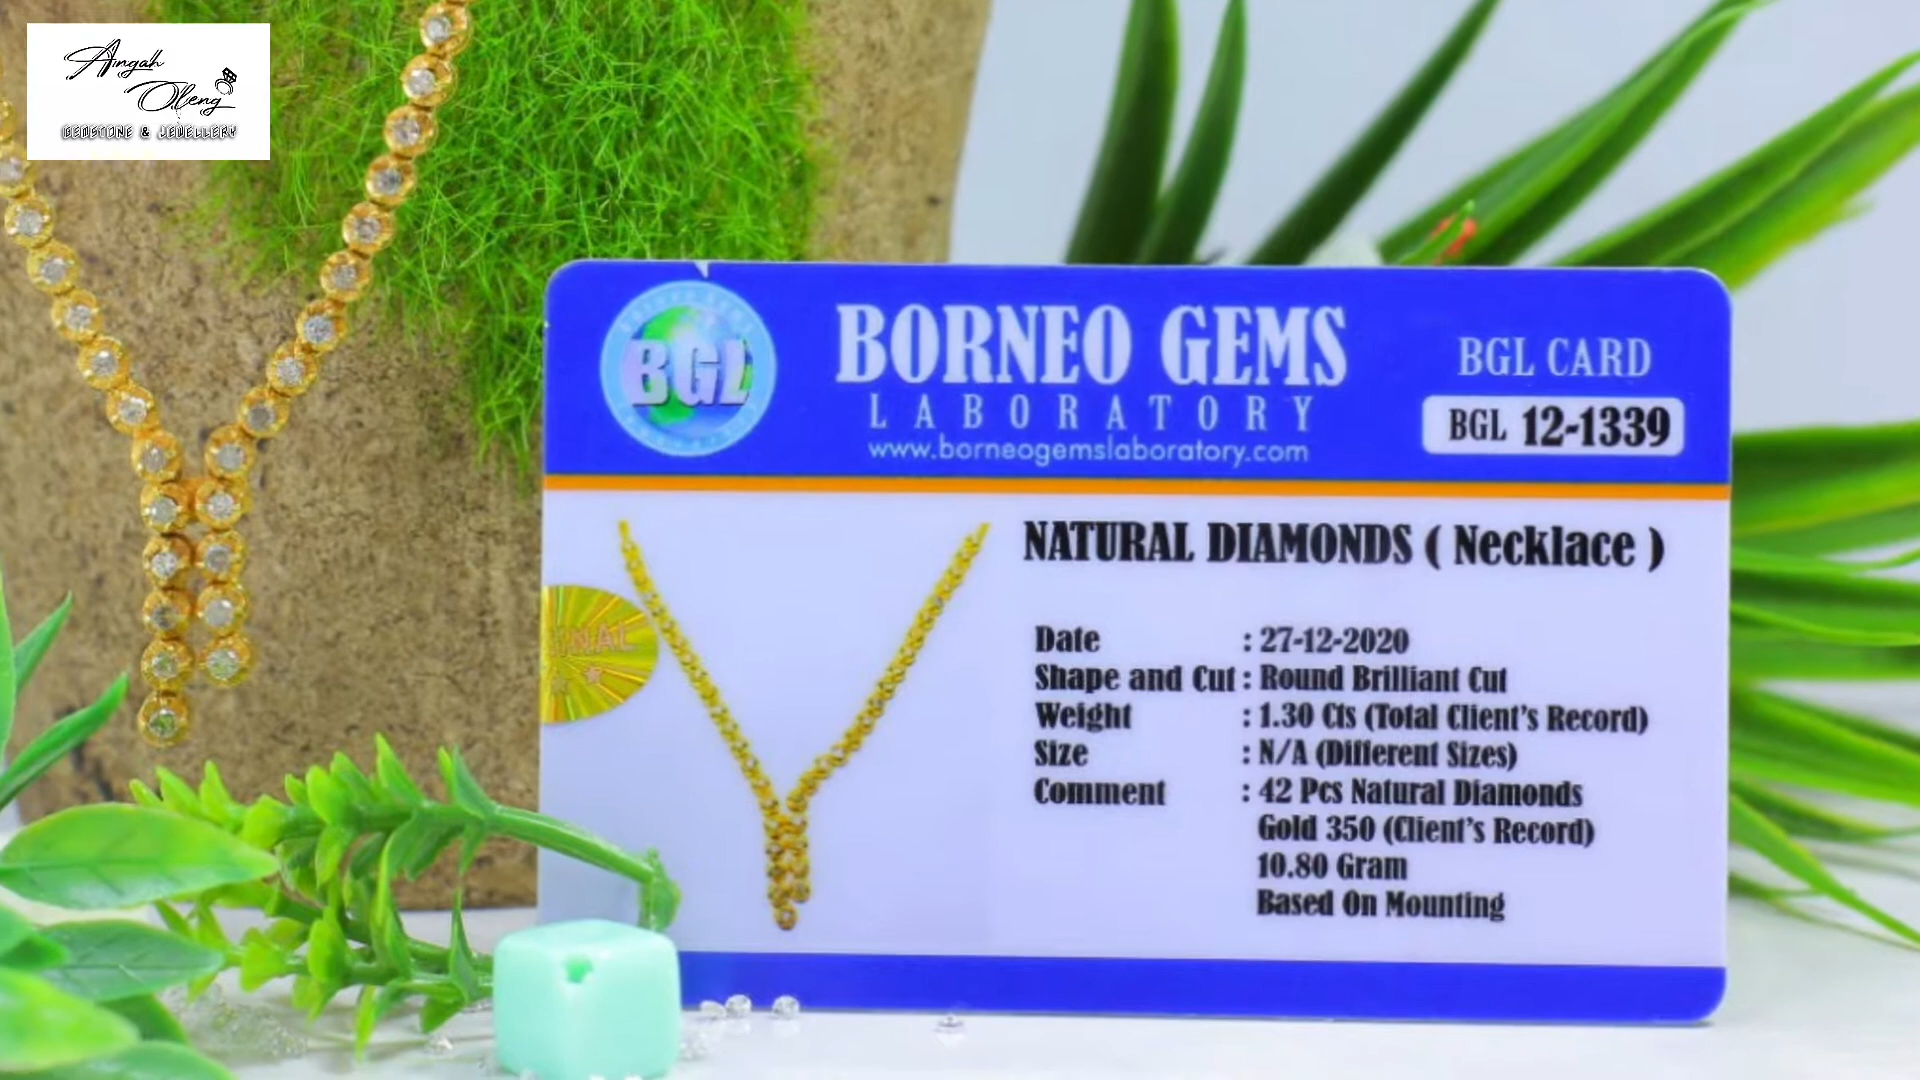 Aingah
Oleng
GEMSTONE & JEWELLERY
BGL
BORNEO GEMS
LABORATORY
www.borneogemslaboratory.com
BGL CARD
BGL 12-1339
NATURAL DIAMONDS ( Necklace )
Date : 27-12-2020
Shape and Cut : Round Brilliant Cut
Weight : 1.30 Cts (Total Client's Record)
Size : N/A (Different Sizes)
Comment : 42 Pcs Natural Diamonds
Gold 350 (Client's Record)
10.80 Gram
Based On Mounting